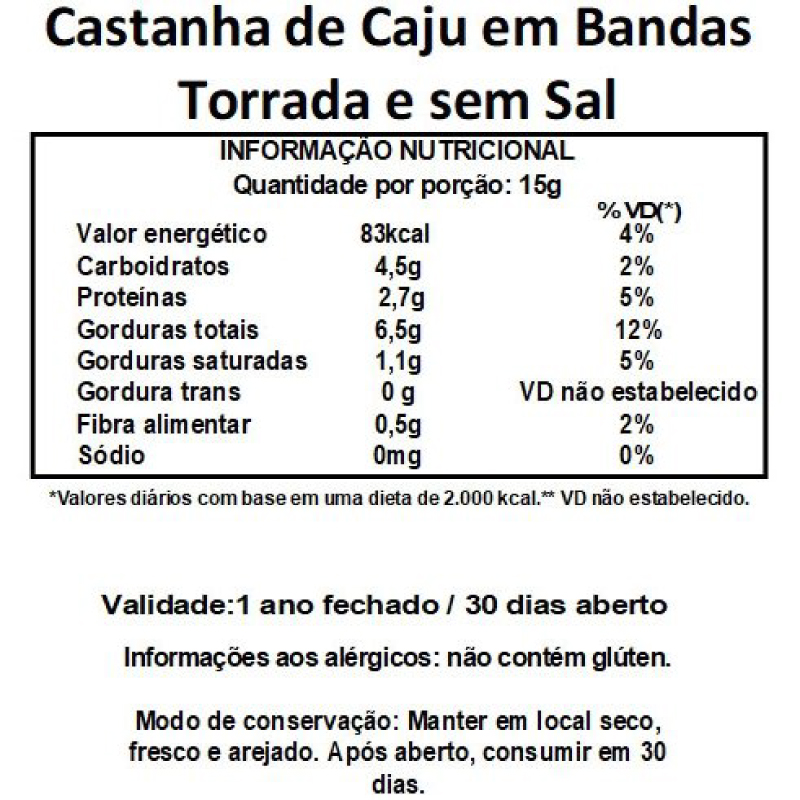 Castanha de Caju em Bandas
Torrada e sem Sal
INFORMAÇÃO NUTRICIONAL
Quantidade por porção: 15g
% VD(*)
Valor energético 83kcal 4%
Carboidratos 4,5g 2%
Proteínas 2,7g 5%
Gorduras totais 6,5g 12%
Gorduras saturadas 1,1g 5%
Gordura trans 0 g VD não estabelecido
Fibra alimentar 0,5g 2%
Sódio 0mg 0%
*Valores diários com base em uma dieta de 2.000 kcal.** VD não estabelecido.
Validade:1 ano fechado / 30 dias aberto
Informações aos alérgicos: não contém glúten.
Modo de conservação: Manter em local seco,
fresco e arejado. Após aberto, consumir em 30
dias.